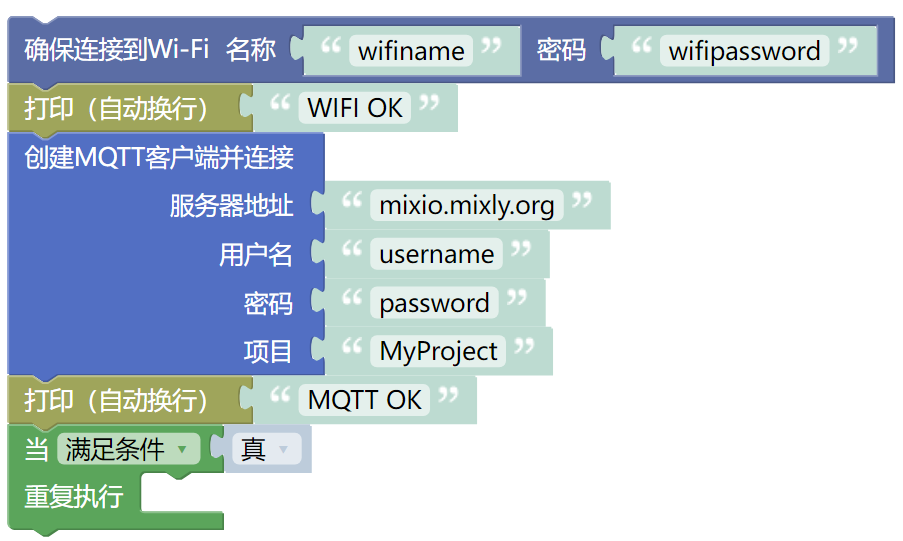 确保连接到Wi-Fi 名称 “ wifiname ” 密码 “ wifipassword ”
打印（自动换行） “ WIFI OK ”
创建MQTT客户端并连接
服务器地址 “ mixio.mixly.org ”
用户名 “ username ”
密码 “ password ”
项目 “ MyProject ”
打印（自动换行） “ MQTT OK ”
当 满足条件 真
重复执行